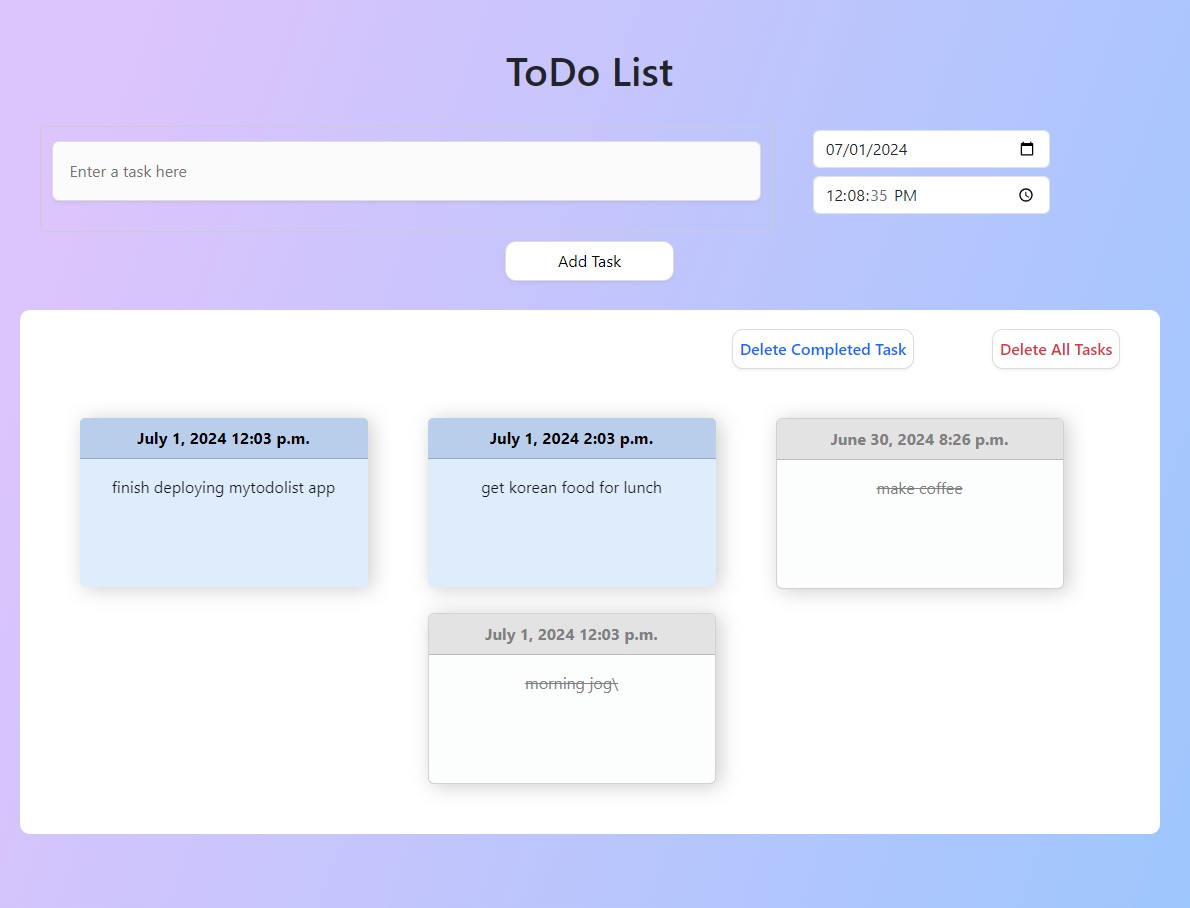 ToDo List
Enter a task here
07/01/2024
12:08:35 PM
Add Task
Delete Completed Task
Delete All Tasks
July 1, 2024 12:03 p.m.
finish deploying mytodolist app
July 1, 2024 2:03 p.m.
get korean food for lunch
June 30, 2024 8:26 p.m.
make coffee
July 1, 2024 12:03 p.m.
morning jog\